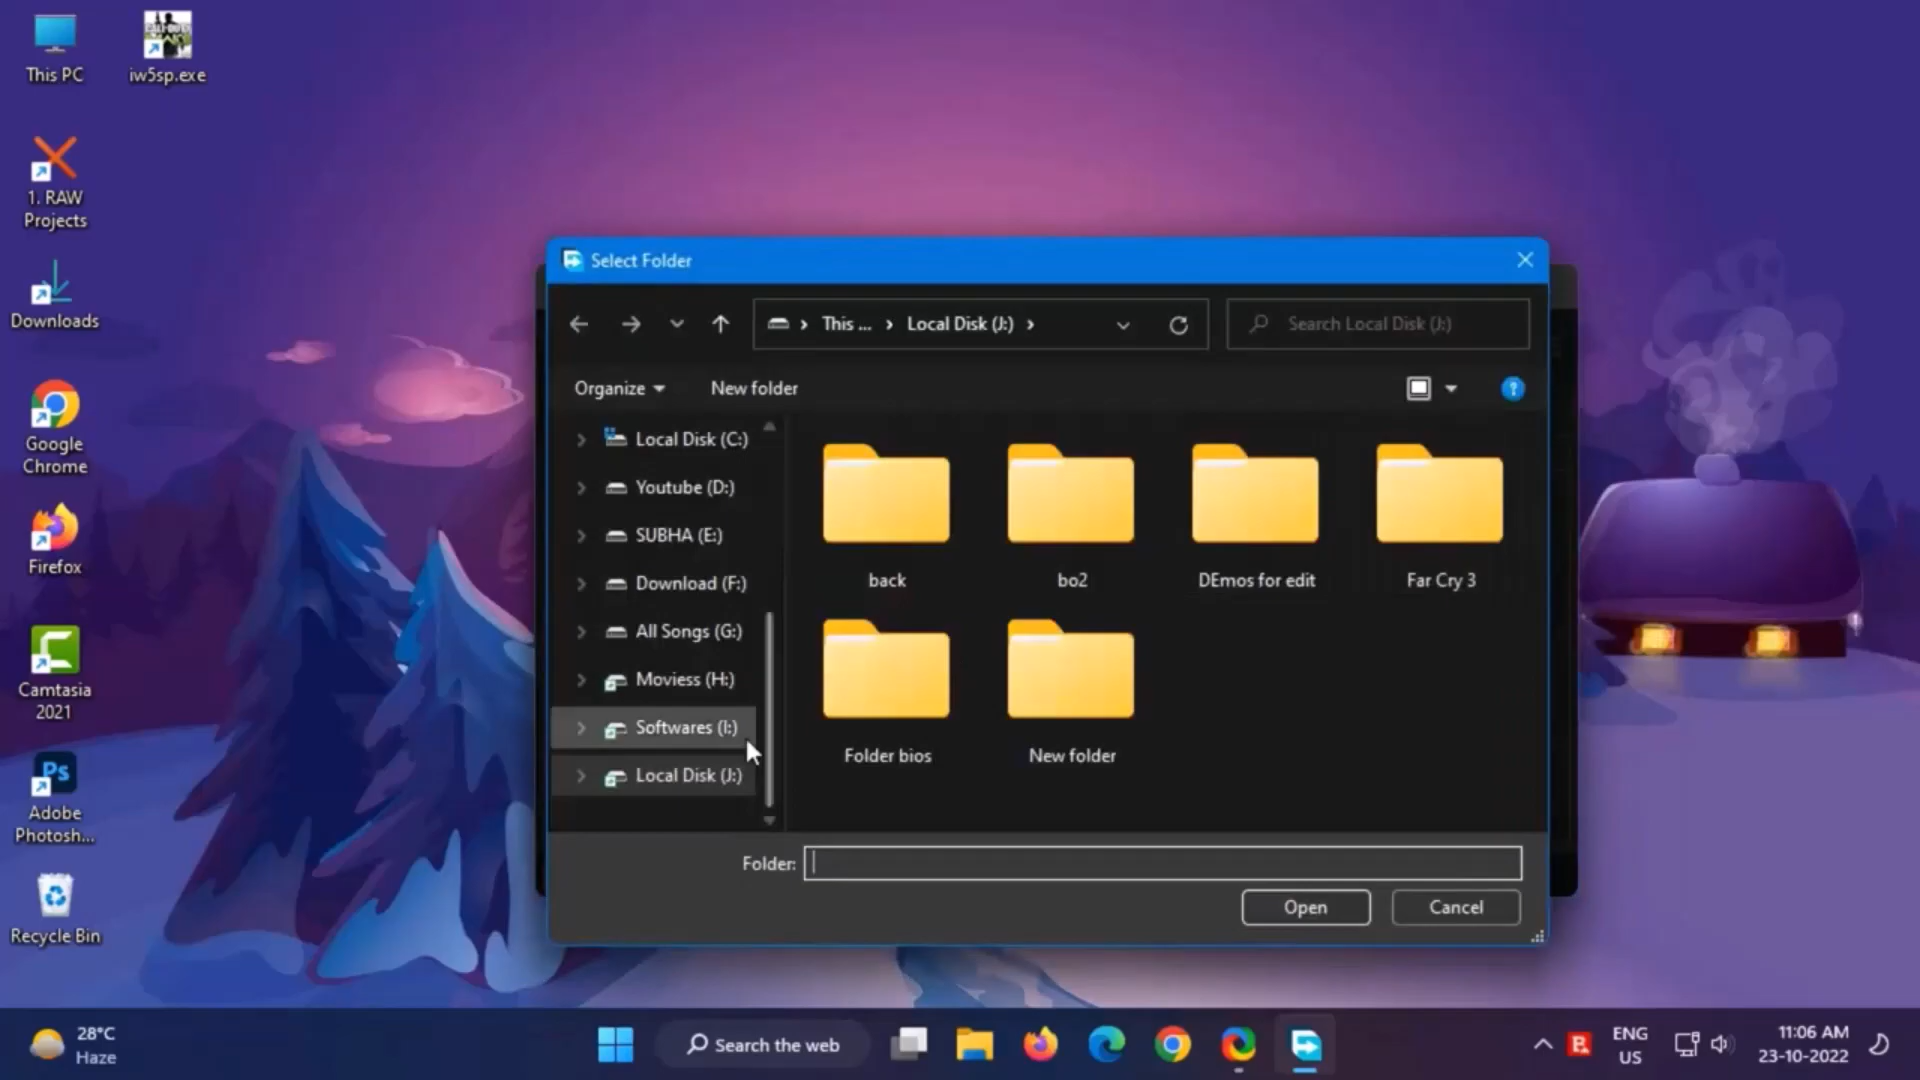 This PC
iw5sp.exe
1. RAW
Projects
Downloads
Google
Chrome
Firefox
Camtasia
2021
Ps
Adobe
Photosh...
Recycle Bin
Select Folder
This ...
Local Disk (J:)
Search Local Disk (J:)
Organize
New folder
?
Local Disk (C:)
Youtube (D:)
SUBHA (E:)
Download (F:)
All Songs (G:)
Moviess (H:)
Softwares (I:)
Local Disk (J:)
back
bo2
DEmos for edit
Far Cry 3
Folder bios
New folder
Folder:
Open
Cancel
28°C
Haze
Search the web
ENG
US
11:06 AM
23-10-2022